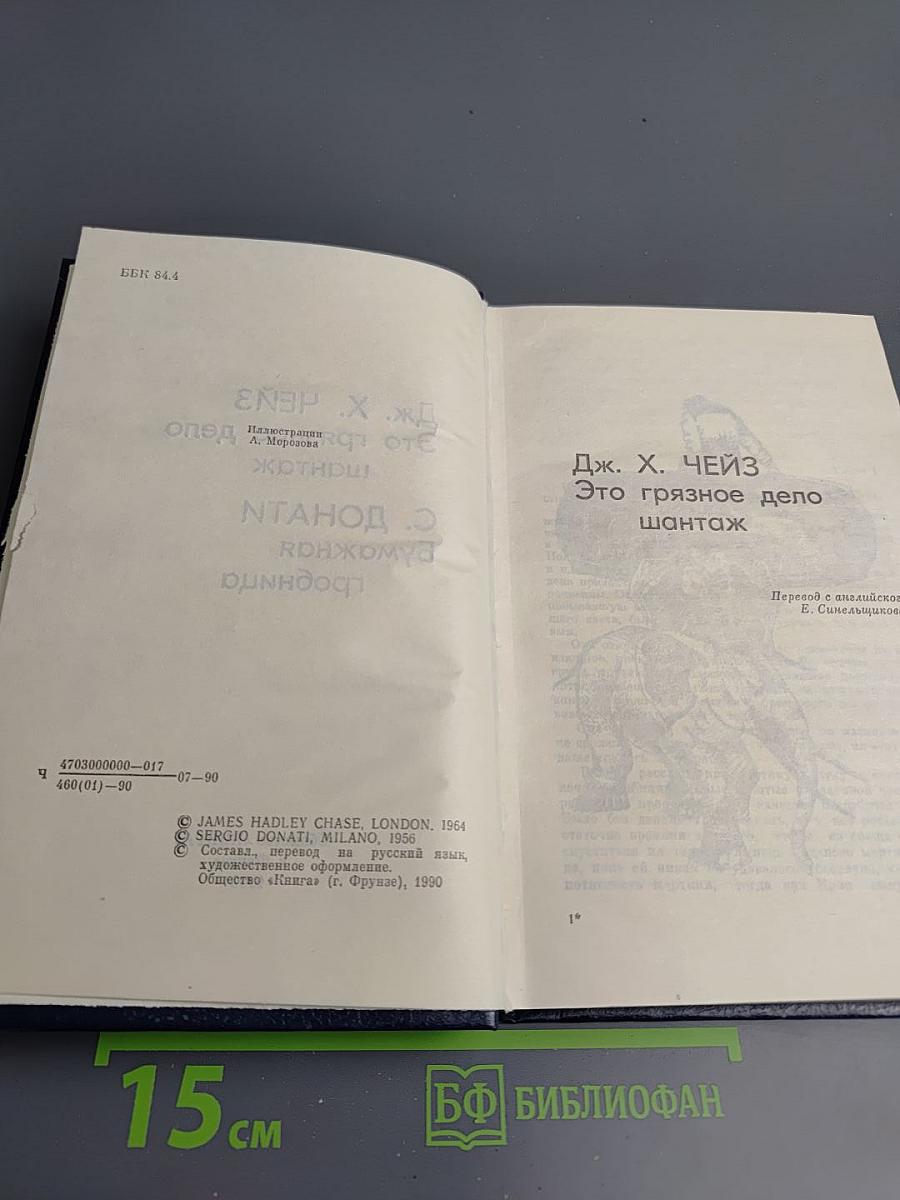 ББК 84.4
Иллюстрации
А. Морозова
Ч 4703000000—017
460(01)—90
07—90
© JAMES HADLEY CHASE, LONDON. 1964
© SERGIO DONATI, MILANO, 1956
© Составл., перевод на русский язык,
художественное оформление.
Общество «Книга» (г. Фрунзе), 1990
Дж. Х. ЧЕЙЗ
Это грязное дело
шантаж
Перевод с английског
Е. Синельщиков
1*
15 см
БФ БИБЛИОФАН